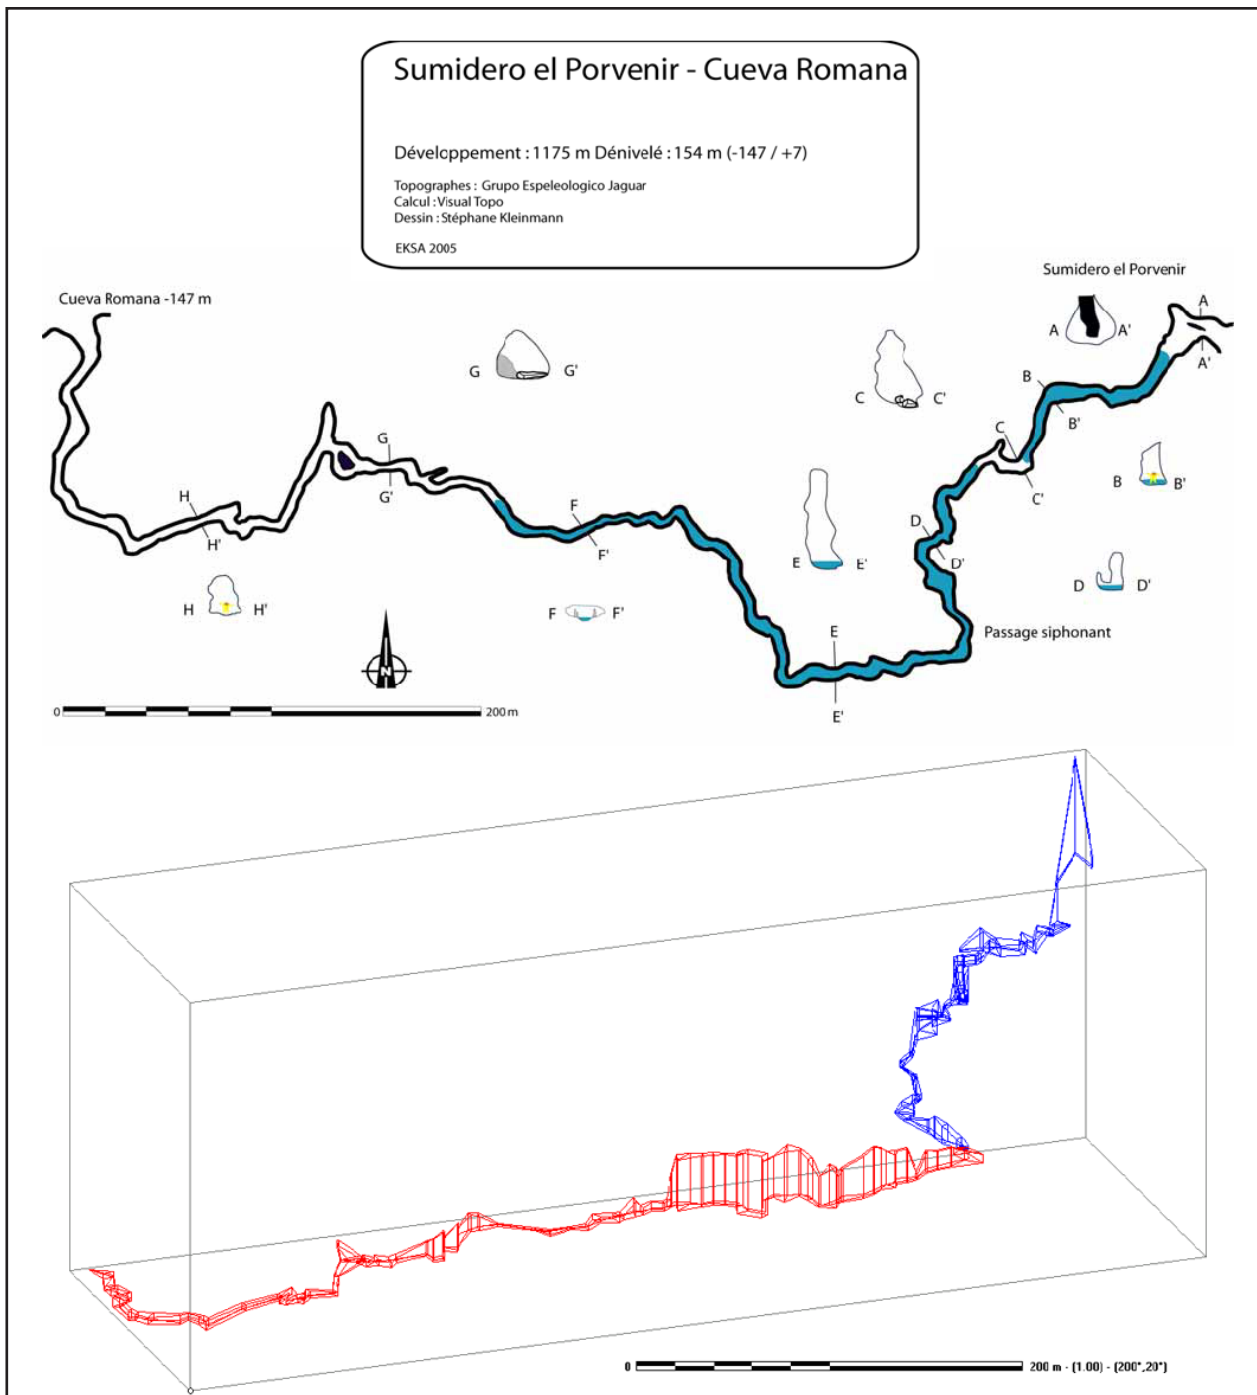 Sumidero el Porvenir - Cueva Romana
Développement : 1175 m Dénivelé : 154 m (-147 / +7)
Topographes : Grupo Espeleologico Jaguar
Calcul : Visual Topo
Dessin : Stéphane Kleinmann
EKSA 2005
Sumidero el Porvenir
Cueva Romana -147 m
A
A A'
A'
G G'
B
B'
C C'
C
C'
B B'
G
G'
H
H'
F
F'
E E'
D
D'
D D'
H H'
F F'
E
E'
Passage siphonant
N
0 200 m
0 200 m - (1.00) - (200°,20°)